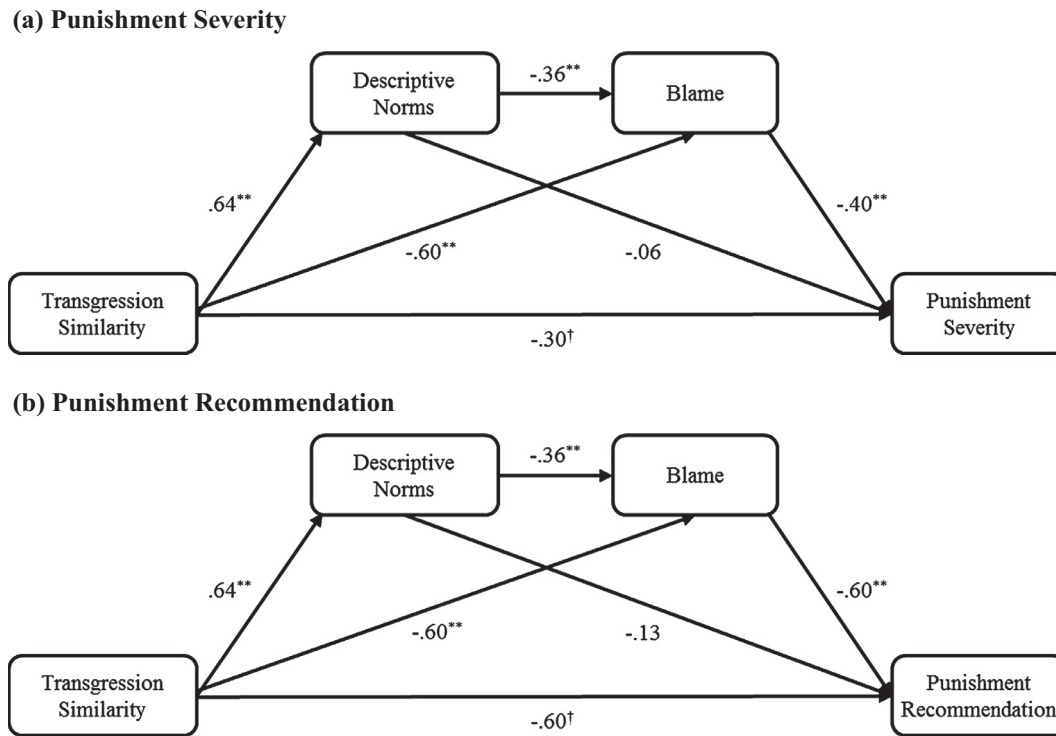 (a) Punishment Severity
Descriptive
Norms
-.36**
Blame
.64**
-.60**
-.06
-.40**
Transgression
Similarity
-.30†
Punishment
Severity
(b) Punishment Recommendation
Descriptive
Norms
-.36**
Blame
.64**
-.60**
-.13
-.60**
Transgression
Similarity
-.60†
Punishment
Recommendation